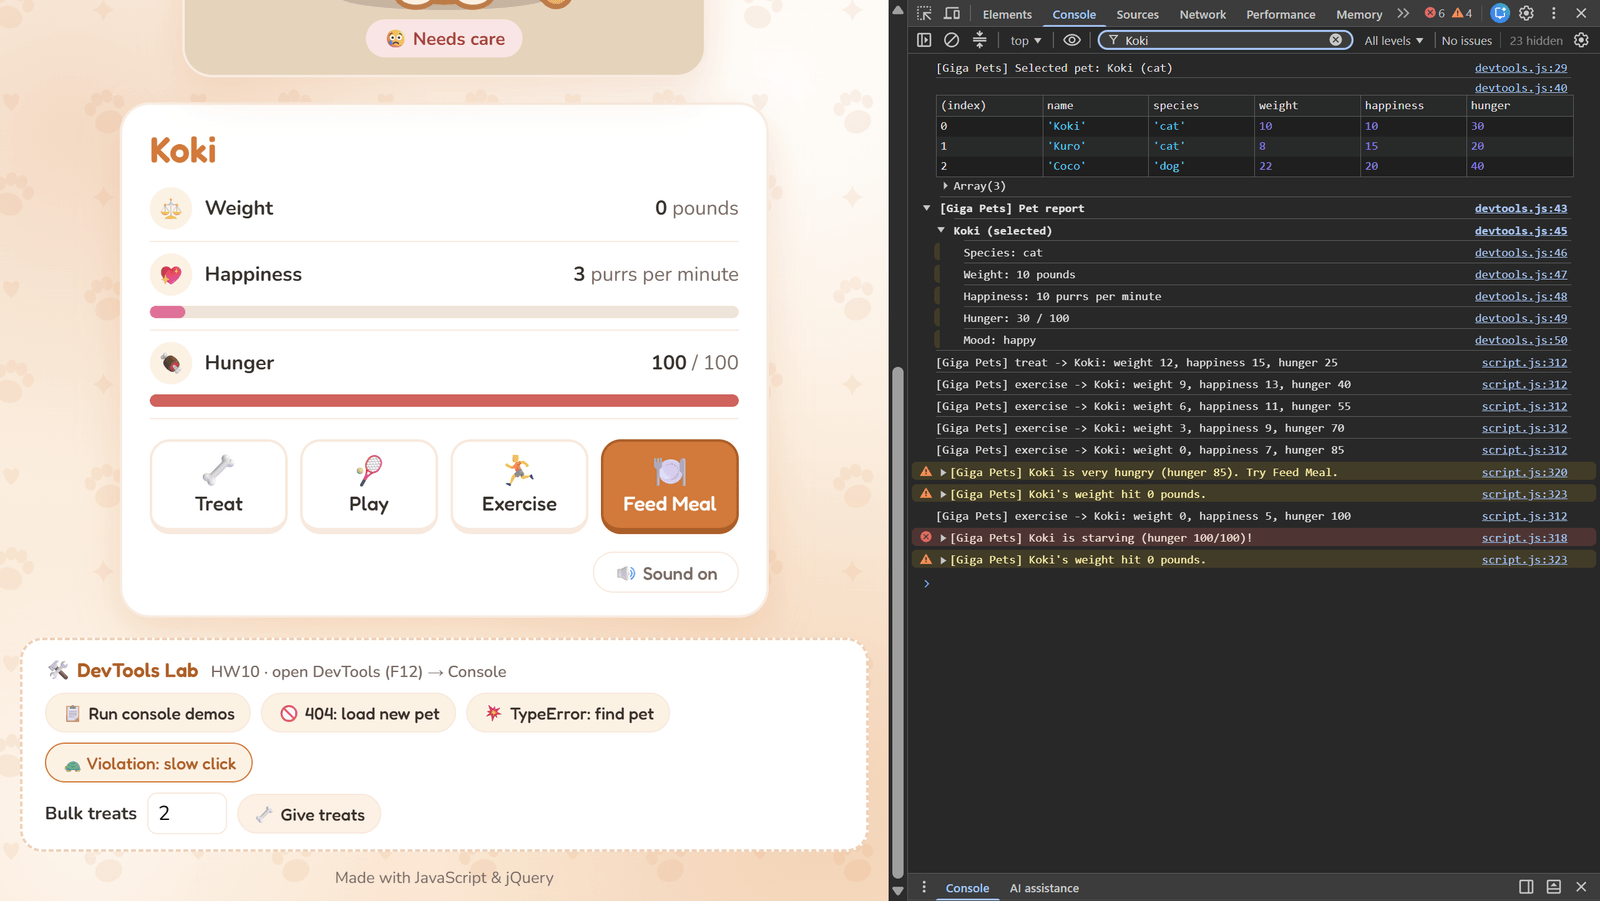 Needs care
Koki
Weight
0 pounds
Happiness
3 purrs per minute
Hunger
100 / 100
Treat
Play
Exercise
Feed Meal
Sound on
DevTools Lab HW10 · open DevTools (F12) → Console
Run console demos
404: load new pet
TypeError: find pet
Violation: slow click
Bulk treats 2 Give treats
Made with JavaScript & jQuery
Elements Console Sources Network Performance Memory 6 4
top Koki All levels No issues 23 hidden
[Giga Pets] Selected pet: Koki (cat) devtools.js:29
devtools.js:40
(index) name species weight happiness hunger
0 'Koki' 'cat' 10 10 30
1 'Kuro' 'cat' 8 15 20
2 'Coco' 'dog' 22 20 40
Array(3)
[Giga Pets] Pet report devtools.js:43
Koki (selected) devtools.js:45
Species: cat devtools.js:46
Weight: 10 pounds devtools.js:47
Happiness: 10 purrs per minute devtools.js:48
Hunger: 30 / 100 devtools.js:49
Mood: happy devtools.js:50
[Giga Pets] treat -> Koki: weight 12, happiness 15, hunger 25 script.js:312
[Giga Pets] exercise -> Koki: weight 9, happiness 13, hunger 40 script.js:312
[Giga Pets] exercise -> Koki: weight 6, happiness 11, hunger 55 script.js:312
[Giga Pets] exercise -> Koki: weight 3, happiness 9, hunger 70 script.js:312
[Giga Pets] exercise -> Koki: weight 0, happiness 7, hunger 85 script.js:312
[Giga Pets] Koki is very hungry (hunger 85). Try Feed Meal. script.js:320
[Giga Pets] Koki's weight hit 0 pounds. script.js:323
[Giga Pets] exercise -> Koki: weight 0, happiness 5, hunger 100 script.js:312
[Giga Pets] Koki is starving (hunger 100/100)! script.js:318
[Giga Pets] Koki's weight hit 0 pounds. script.js:323
Console AI assistance